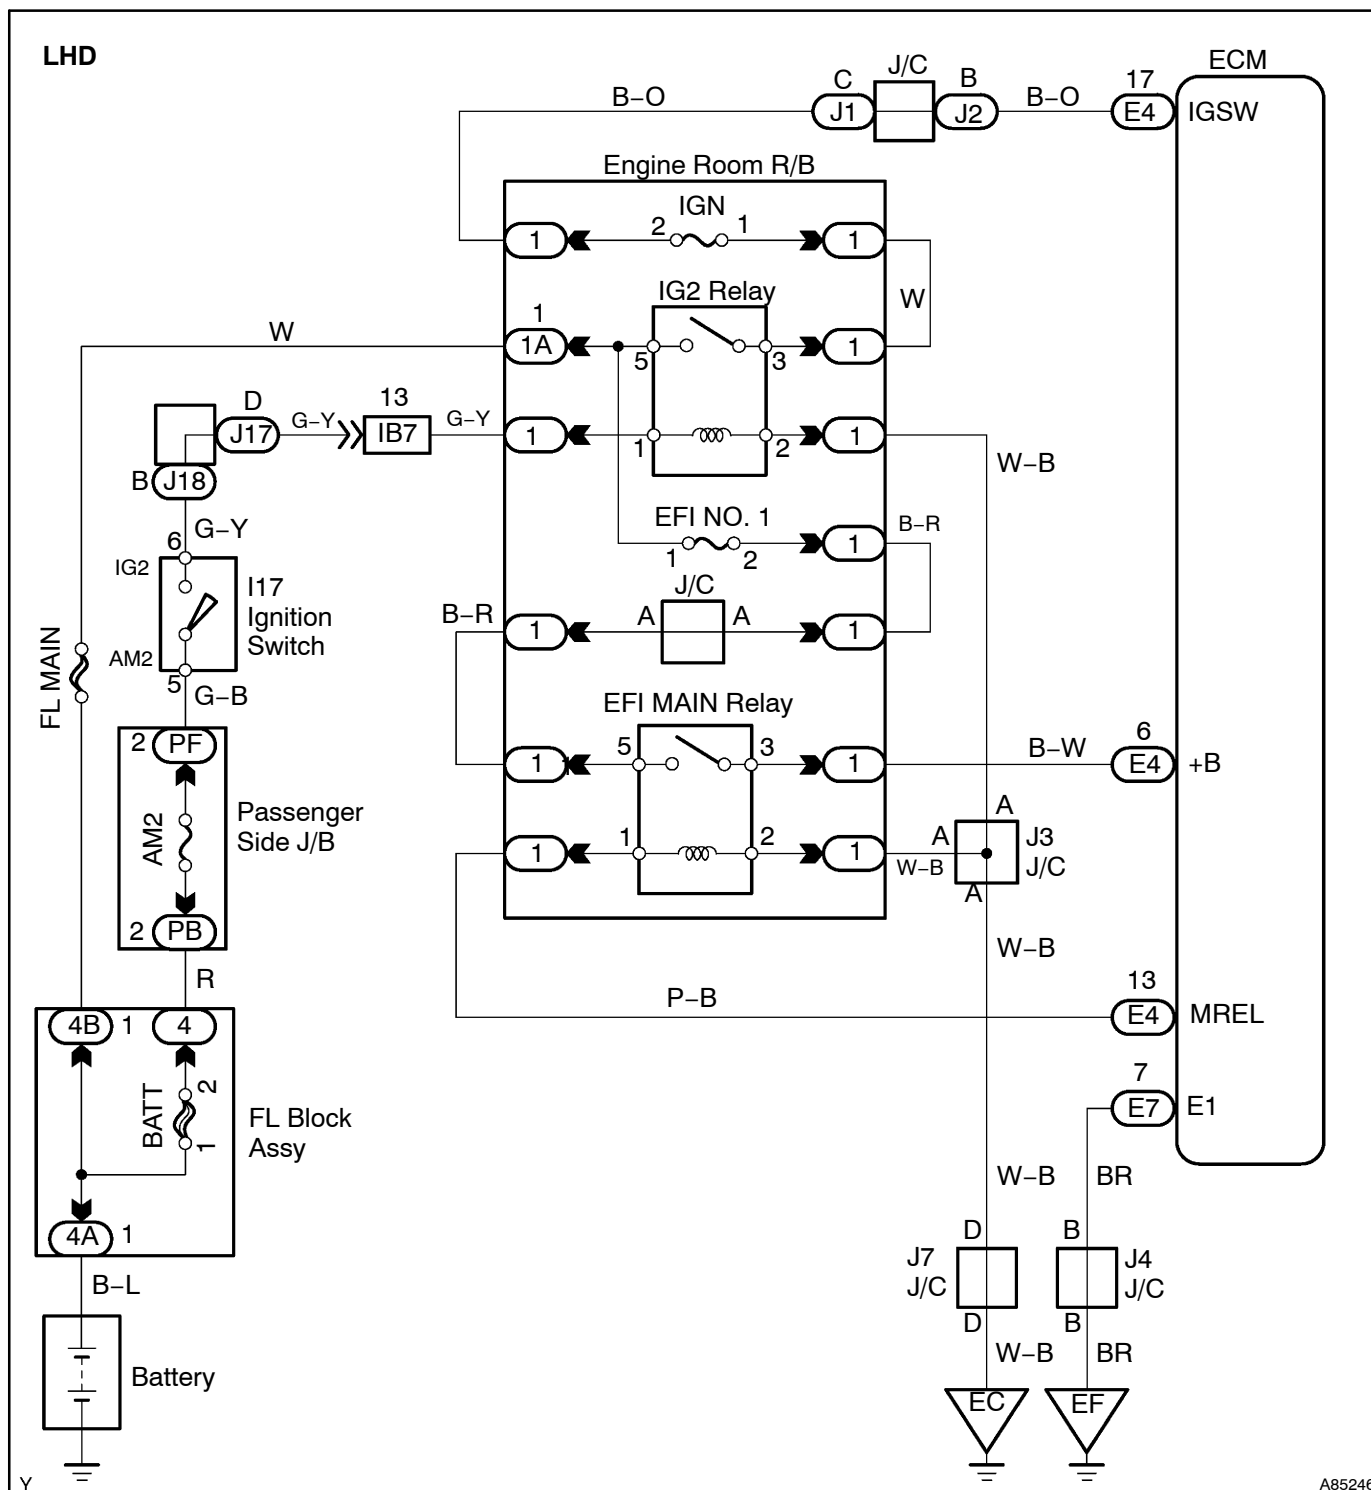 LHD
ECM
C J/C B 17
B–O J1 J2 B–O E4 IGSW
Engine Room R/B
IGN
1 2 1 1
W
IG2 Relay
W 1
1A 5 3 1
D 13
J17 G–Y IB7 G–Y 1 1 2 1
B J18
W–B
G–Y
EFI NO. 1 B–R
6 1 2 1
IG2
I17
Ignition
Switch
J/C
B–R 1 A A 1
AM2
5
G–B
FL MAIN
EFI MAIN Relay
2 PF 5 3 B–W 6
1 1 1 E4 +B
Passenger
Side J/B
AM2
A
A J3
1 1 2 1 W–B J/C
A
2 PB
W–B
R
P–B 13
4B 1 4 E4 MREL
7
E7 E1
BATT 2
1
FL Block
Assy
W–B BR
4A 1
D B
J7 J4
J/C J/C
B–L
D B
W–B BR
Battery
EC EF
Y A85246